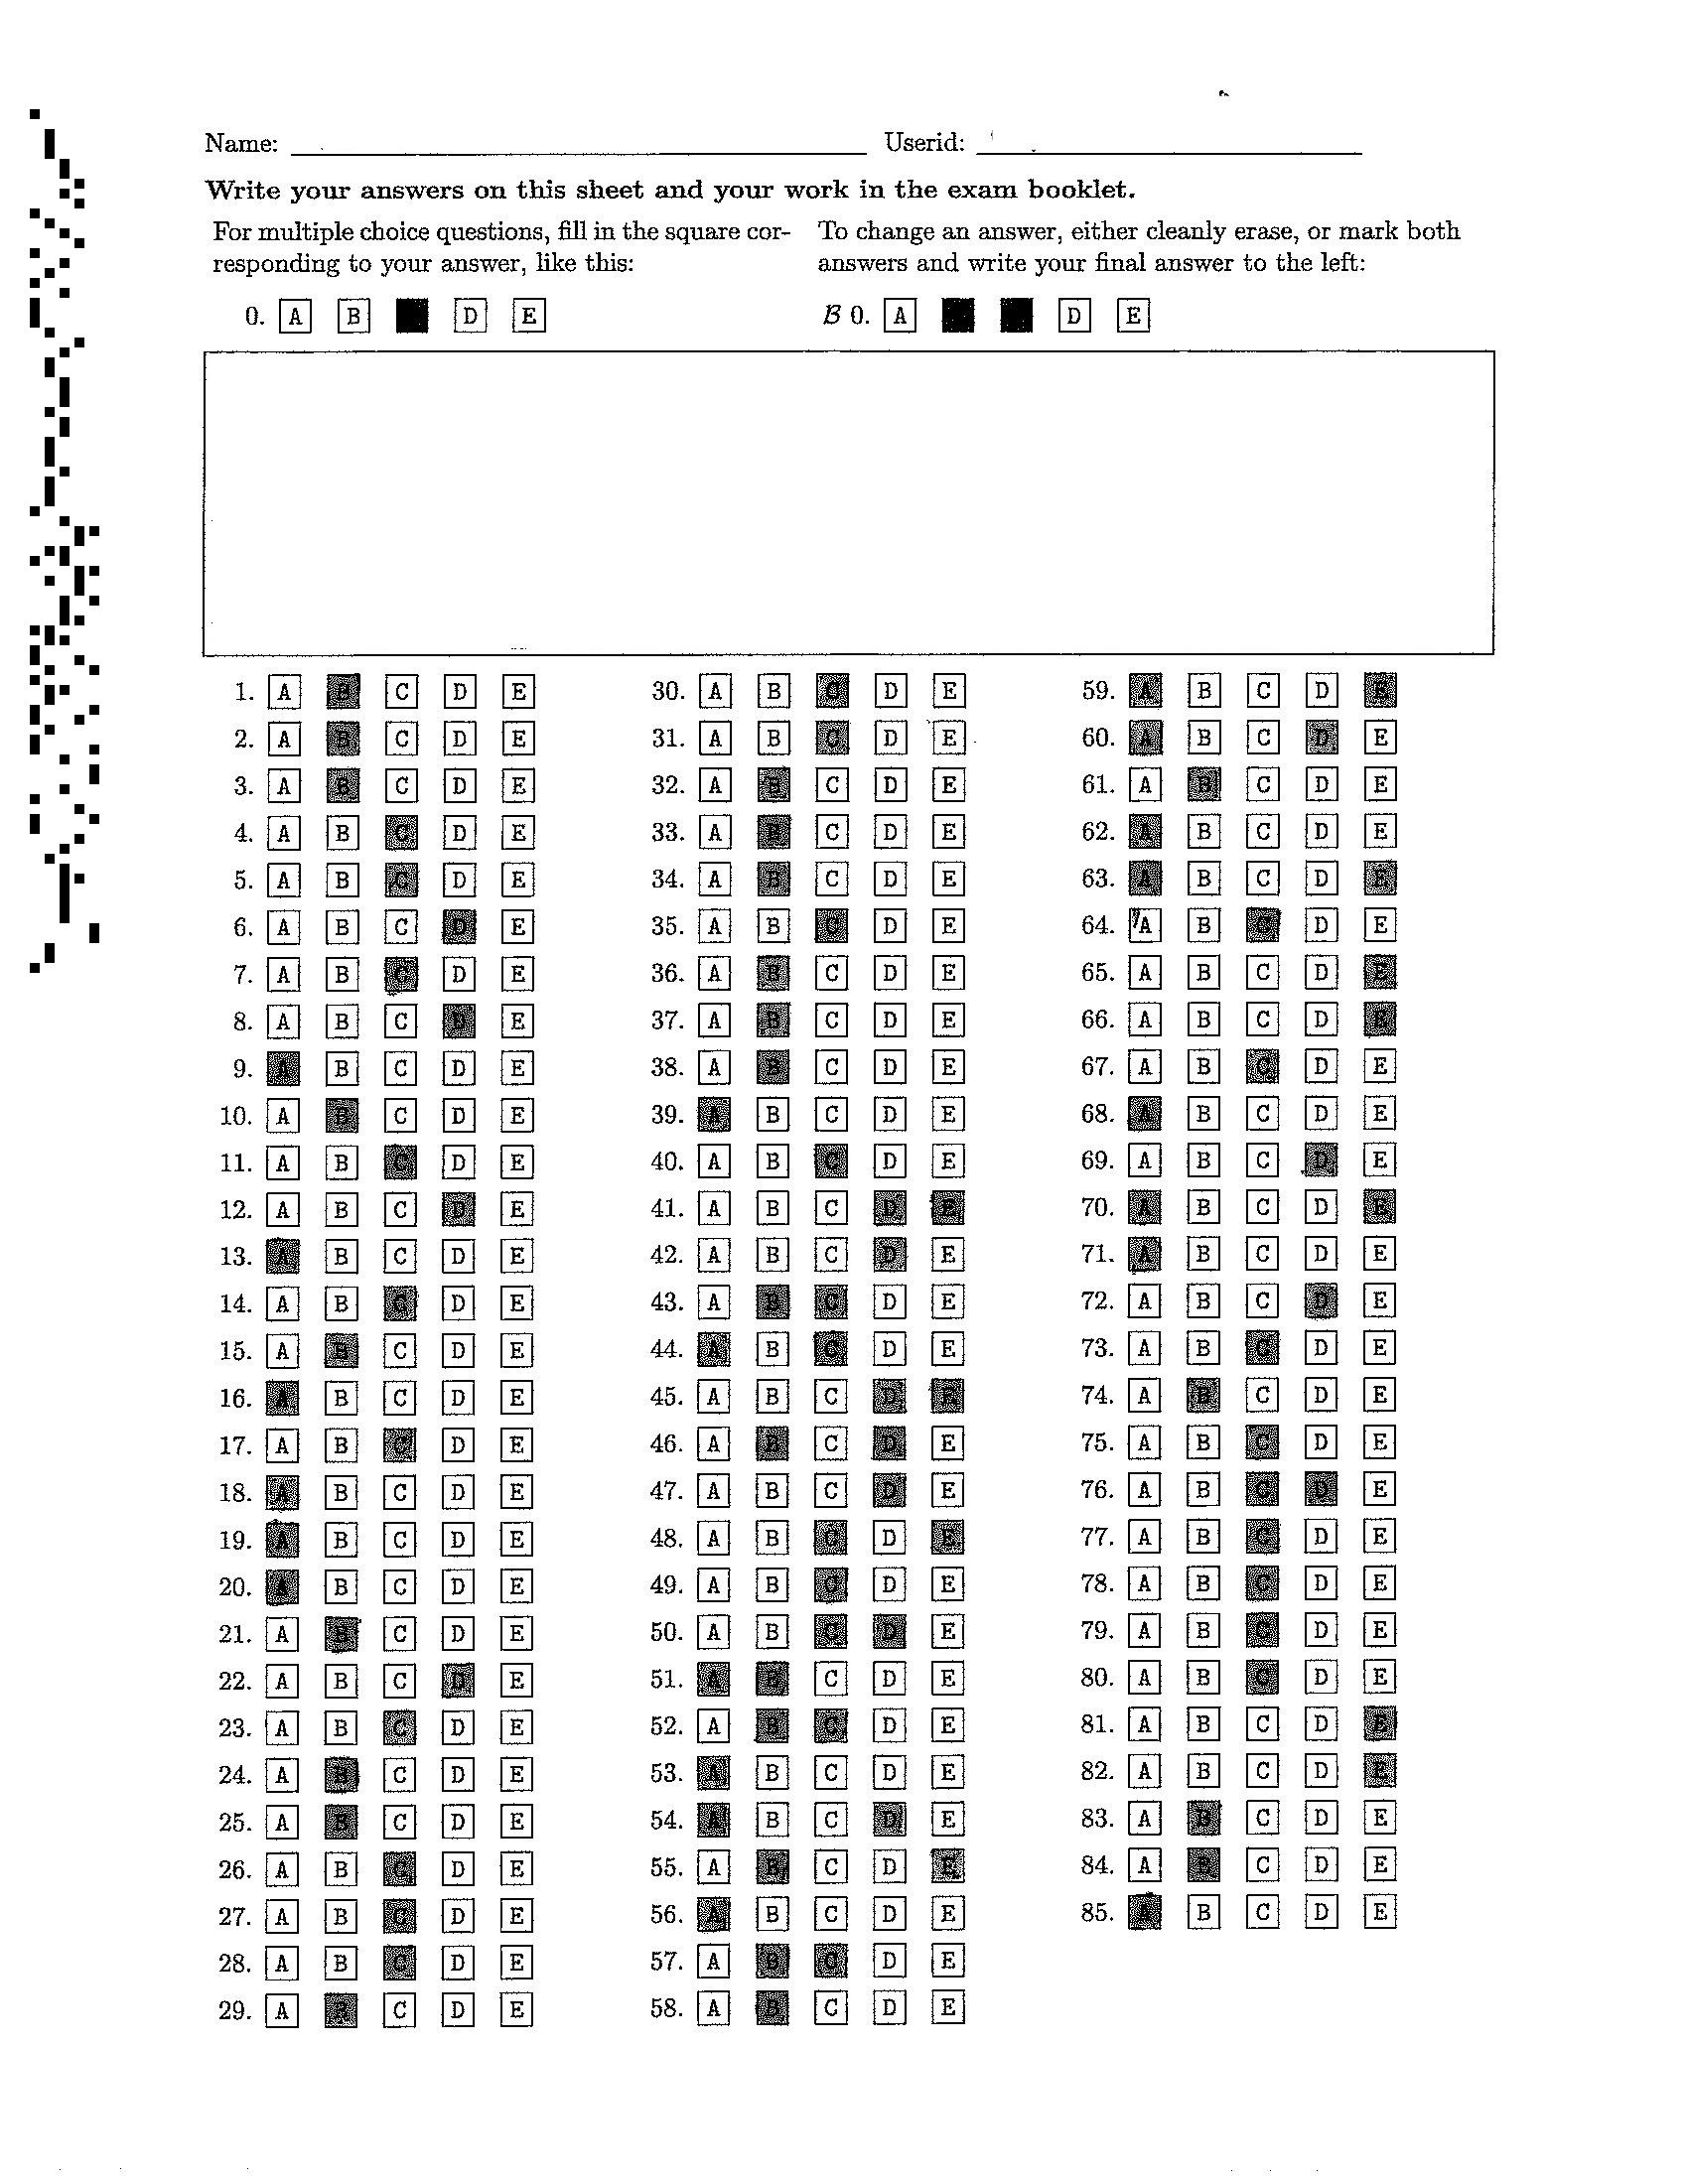 Name: Userid:
Write your answers on this sheet and your work in the exam booklet.
For multiple choice questions, fill in the square cor-
responding to your answer, like this:
0. A B D E
To change an answer, either cleanly erase, or mark both
answers and write your final answer to the left:
B 0. A D E
1. A B C D E
2. A B C D E
3. A B C D E
4. A B C D E
5. A B C D E
6. A B C D E
7. A B C D E
8. A B C D E
9. A B C D E
10. A B C D E
11. A B C D E
12. A B C D E
13. A B C D E
14. A B C D E
15. A B C D E
16. A B C D E
17. A B C D E
18. A B C D E
19. A B C D E
20. A B C D E
21. A B C D E
22. A B C D E
23. A B C D E
24. A B C D E
25. A B C D E
26. A B C D E
27. A B C D E
28. A B C D E
29. A B C D E
30. A B C D E
31. A B C D E
32. A B C D E
33. A B C D E
34. A B C D E
35. A B C D E
36. A B C D E
37. A B C D E
38. A B C D E
39. A B C D E
40. A B C D E
41. A B C D E
42. A B C D E
43. A B C D E
44. A B C D E
45. A B C D E
46. A B C D E
47. A B C D E
48. A B C D E
49. A B C D E
50. A B C D E
51. A B C D E
52. A B C D E
53. A B C D E
54. A B C D E
55. A B C D E
56. A B C D E
57. A B C D E
58. A B C D E
59. A B C D E
60. A B C D E
61. A B C D E
62. A B C D E
63. A B C D E
64. A B C D E
65. A B C D E
66. A B C D E
67. A B C D E
68. A B C D E
69. A B C D E
70. A B C D E
71. A B C D E
72. A B C D E
73. A B C D E
74. A B C D E
75. A B C D E
76. A B C D E
77. A B C D E
78. A B C D E
79. A B C D E
80. A B C D E
81. A B C D E
82. A B C D E
83. A B C D E
84. A B C D E
85. A B C D E